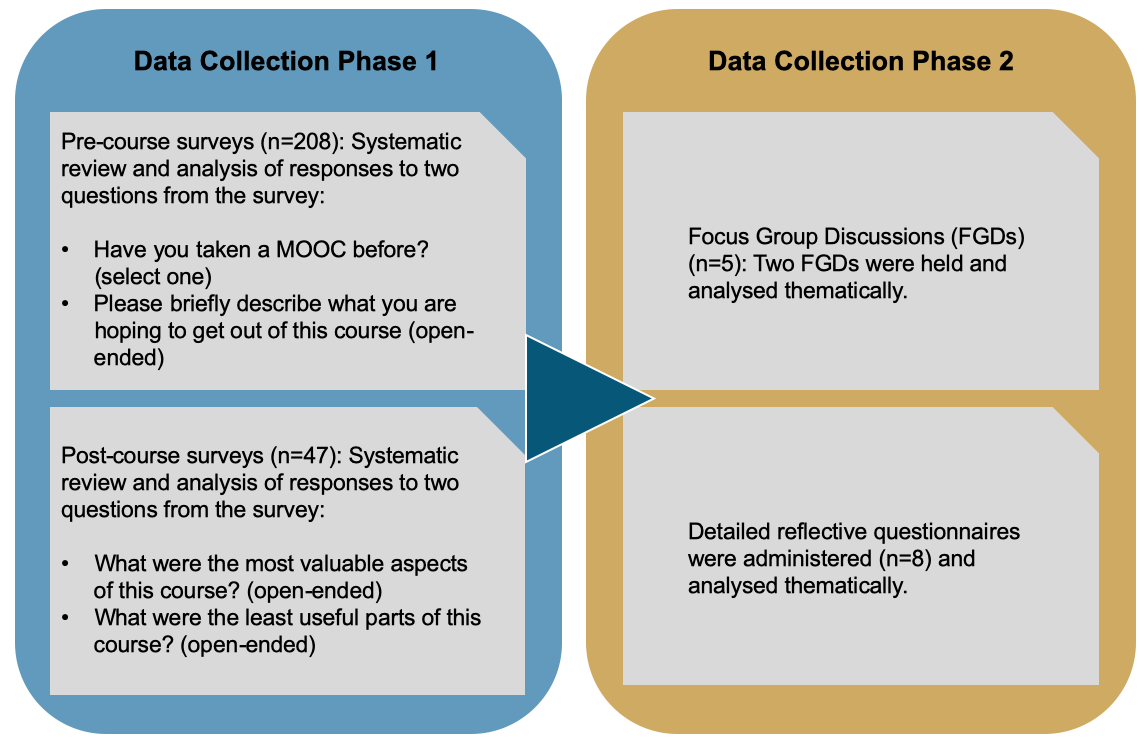 Data Collection Phase 1
Pre-course surveys (n=208): Systematic
review and analysis of responses to two
questions from the survey:
• Have you taken a MOOC before?
(select one)
• Please briefly describe what you are
hoping to get out of this course (open-
ended)
Post-course surveys (n=47): Systematic
review and analysis of responses to two
questions from the survey:
• What were the most valuable aspects
of this course? (open-ended)
• What were the least useful parts of this
course? (open-ended)
Data Collection Phase 2
Focus Group Discussions (FGDs)
(n=5): Two FGDs were held and
analysed thematically.
Detailed reflective questionnaires
were administered (n=8) and
analysed thematically.